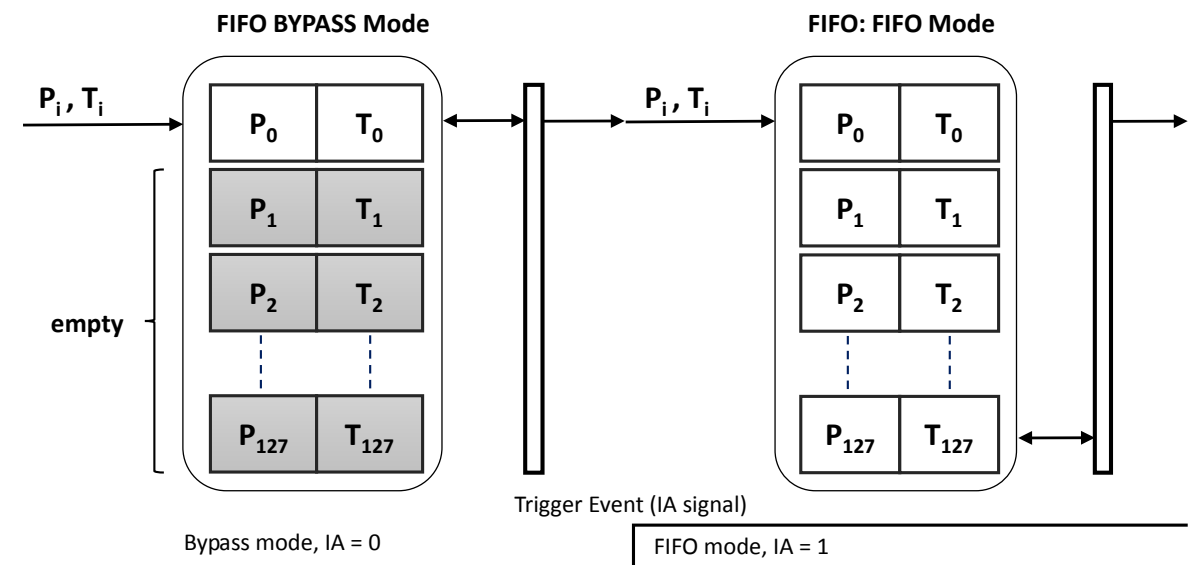 FIFO BYPASS Mode
FIFO: FIFO Mode
Pi , Ti
P0 T0
P1 T1
P2 T2
P127 T127
empty
Pi , Ti
P0 T0
P1 T1
P2 T2
P127 T127
Trigger Event (IA signal)
Bypass mode, IA = 0
FIFO mode, IA = 1